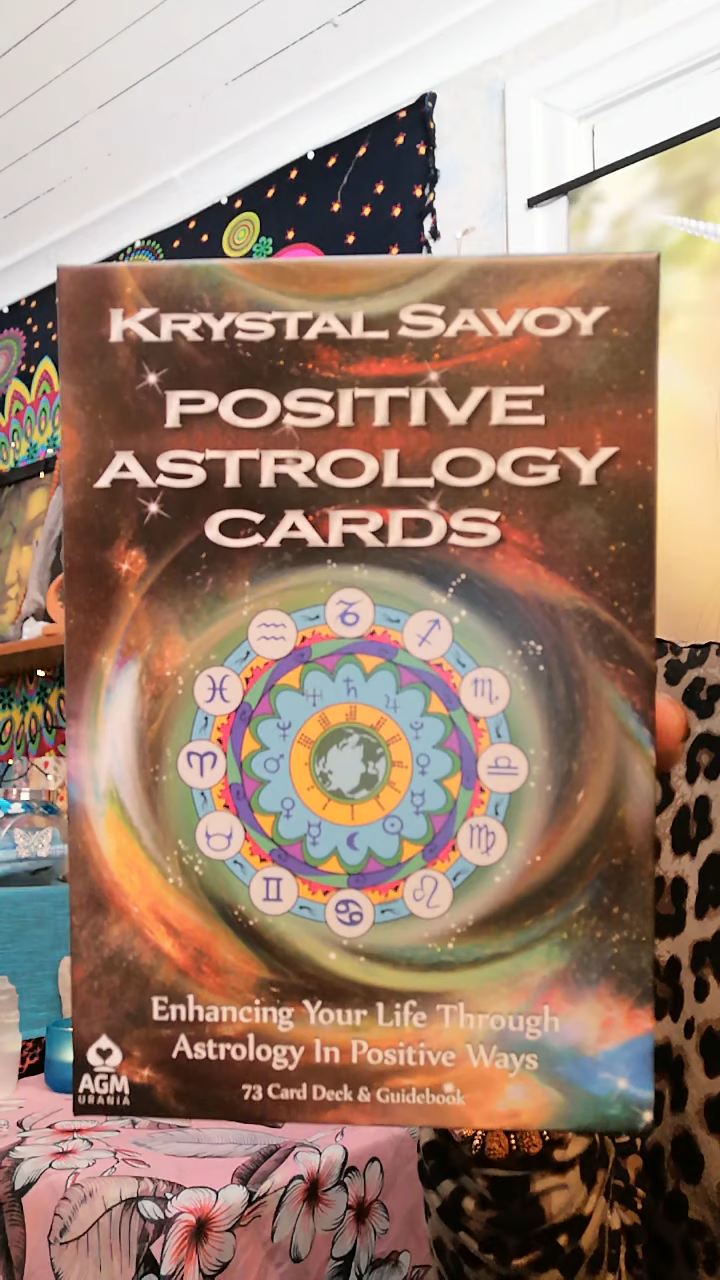 KRYSTAL SAVOY
POSITIVE
ASTROLOGY
CARDS
Enhancing Your Life Through
Astrology In Positive Ways
73 Card Deck & Guidebook
AGM
URANIA